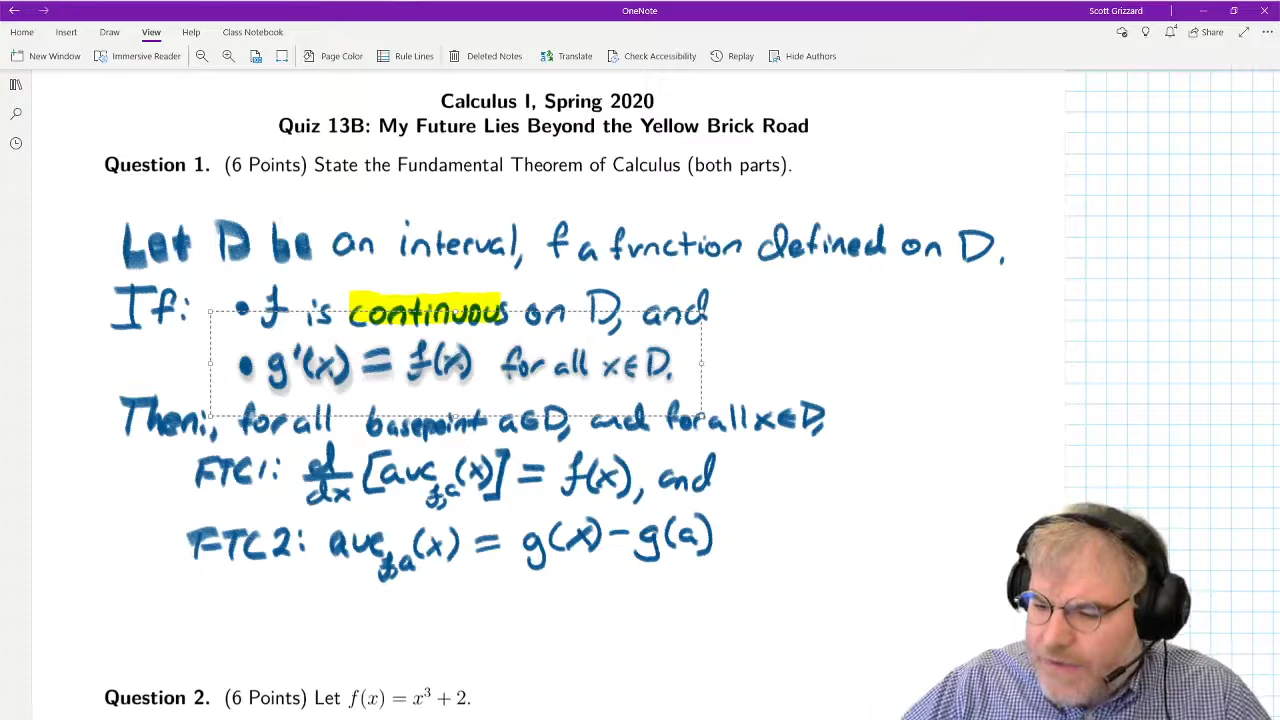 OneNote
Scott Grizzard
Home Insert Draw View Help Class Notebook Share
New Window Immersive Reader Page Color Rule Lines Deleted Notes Translate Check Accessibility Replay Hide Authors
Calculus I, Spring 2020
Quiz 13B: My Future Lies Beyond the Yellow Brick Road
Question 1. (6 Points) State the Fundamental Theorem of Calculus (both parts).
Let D be an interval, f a function defined on D.
If: • f is continuous on D, and
• g'(x) = f(x) for all x∈D.
Then:, for all basepoint a∈D, and for all x∈D,
FTC1: d/dx [auc_{f,a}(x)] = f(x), and
FTC2: auc_{f,a}(x) = g(x) - g(a)
Question 2. (6 Points) Let f(x) = x³ + 2.